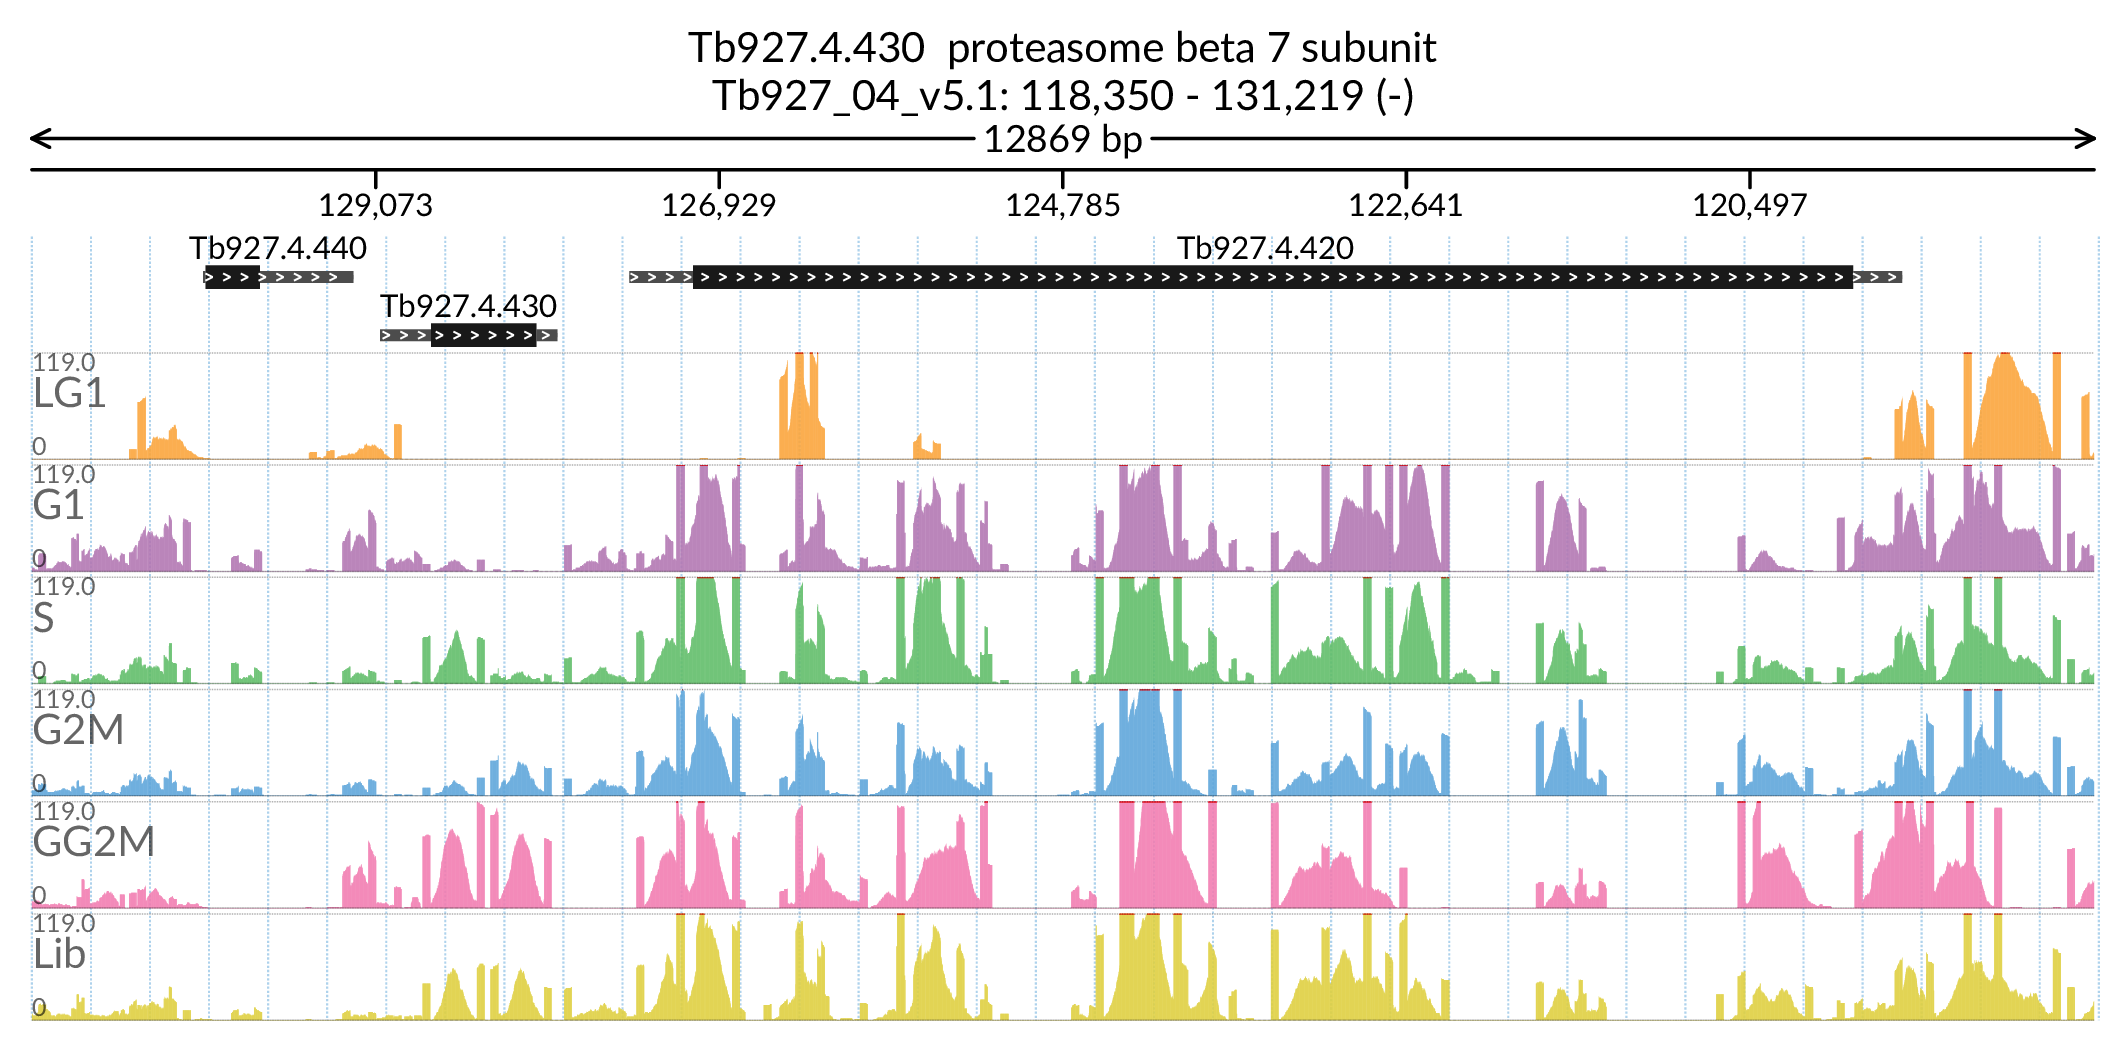 Tb927.4.430  proteasome beta 7 subunit
Tb927_04_v5.1: 118,350 - 131,219 (-)
12869 bp
129,073 126,929 124,785 122,641 120,497
Tb927.4.440 Tb927.4.420
Tb927.4.430
119.0
LG1
0
119.0
G1
0
119.0
S
0
119.0
G2M
0
119.0
GG2M
0
119.0
Lib
0